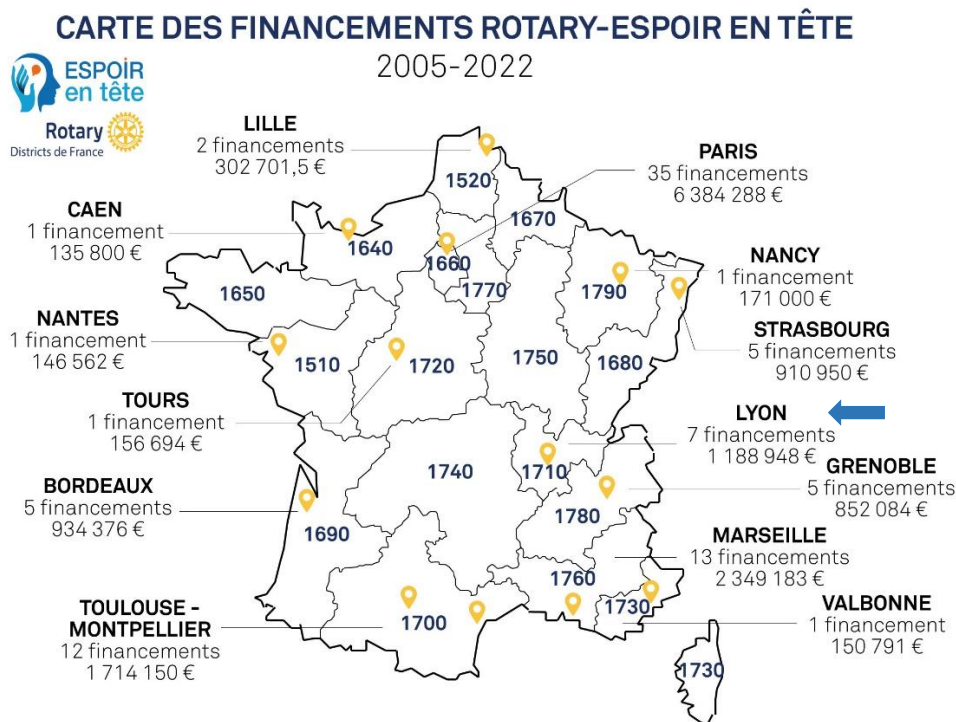 CARTE DES FINANCEMENTS ROTARY-ESPOIR EN TÊTE
2005-2022
ESPOIR
en tête
Rotary
Districts de France
LILLE
2 financements
302 701,5 €
PARIS
35 financements
6 384 288 €
CAEN
1 financement
135 800 €
NANCY
1 financement
171 000 €
NANTES
1 financement
146 562 €
STRASBOURG
5 financements
910 950 €
TOURS
1 financement
156 694 €
LYON
7 financements
1 188 948 €
BORDEAUX
5 financements
934 376 €
GRENOBLE
5 financements
852 084 €
MARSEILLE
13 financements
2 349 183 €
TOULOUSE -
MONTPELLIER
12 financements
1 714 150 €
VALBONNE
1 financement
150 791 €
1520
1670
1640
1660
1650
1770
1790
1510
1720
1750
1680
1740
1710
1780
1690
1760
1700
1730
1730